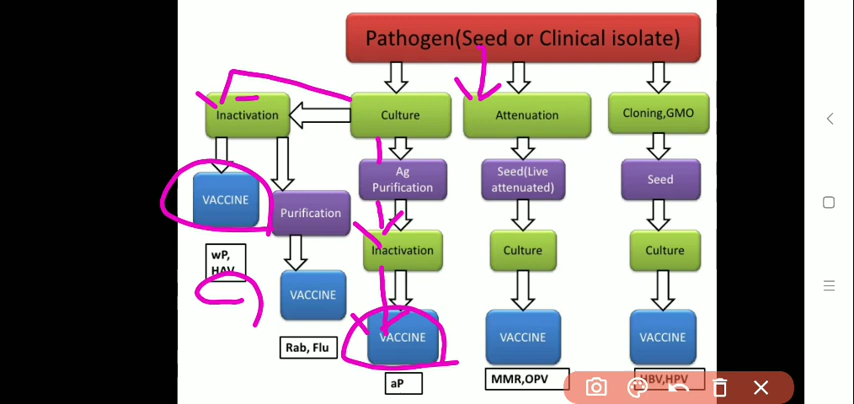 Pathogen(Seed or Clinical isolate)
Inactivation
Culture
Attenuation
Cloning,GMO
VACCINE
Purification
Ag
Purification
Seed(Live
attenuated)
Seed
wP,
HAV
VACCINE
Inactivation
Culture
Culture
Rab, Flu
VACCINE
VACCINE
VACCINE
aP
MMR,OPV
HBV,HPV